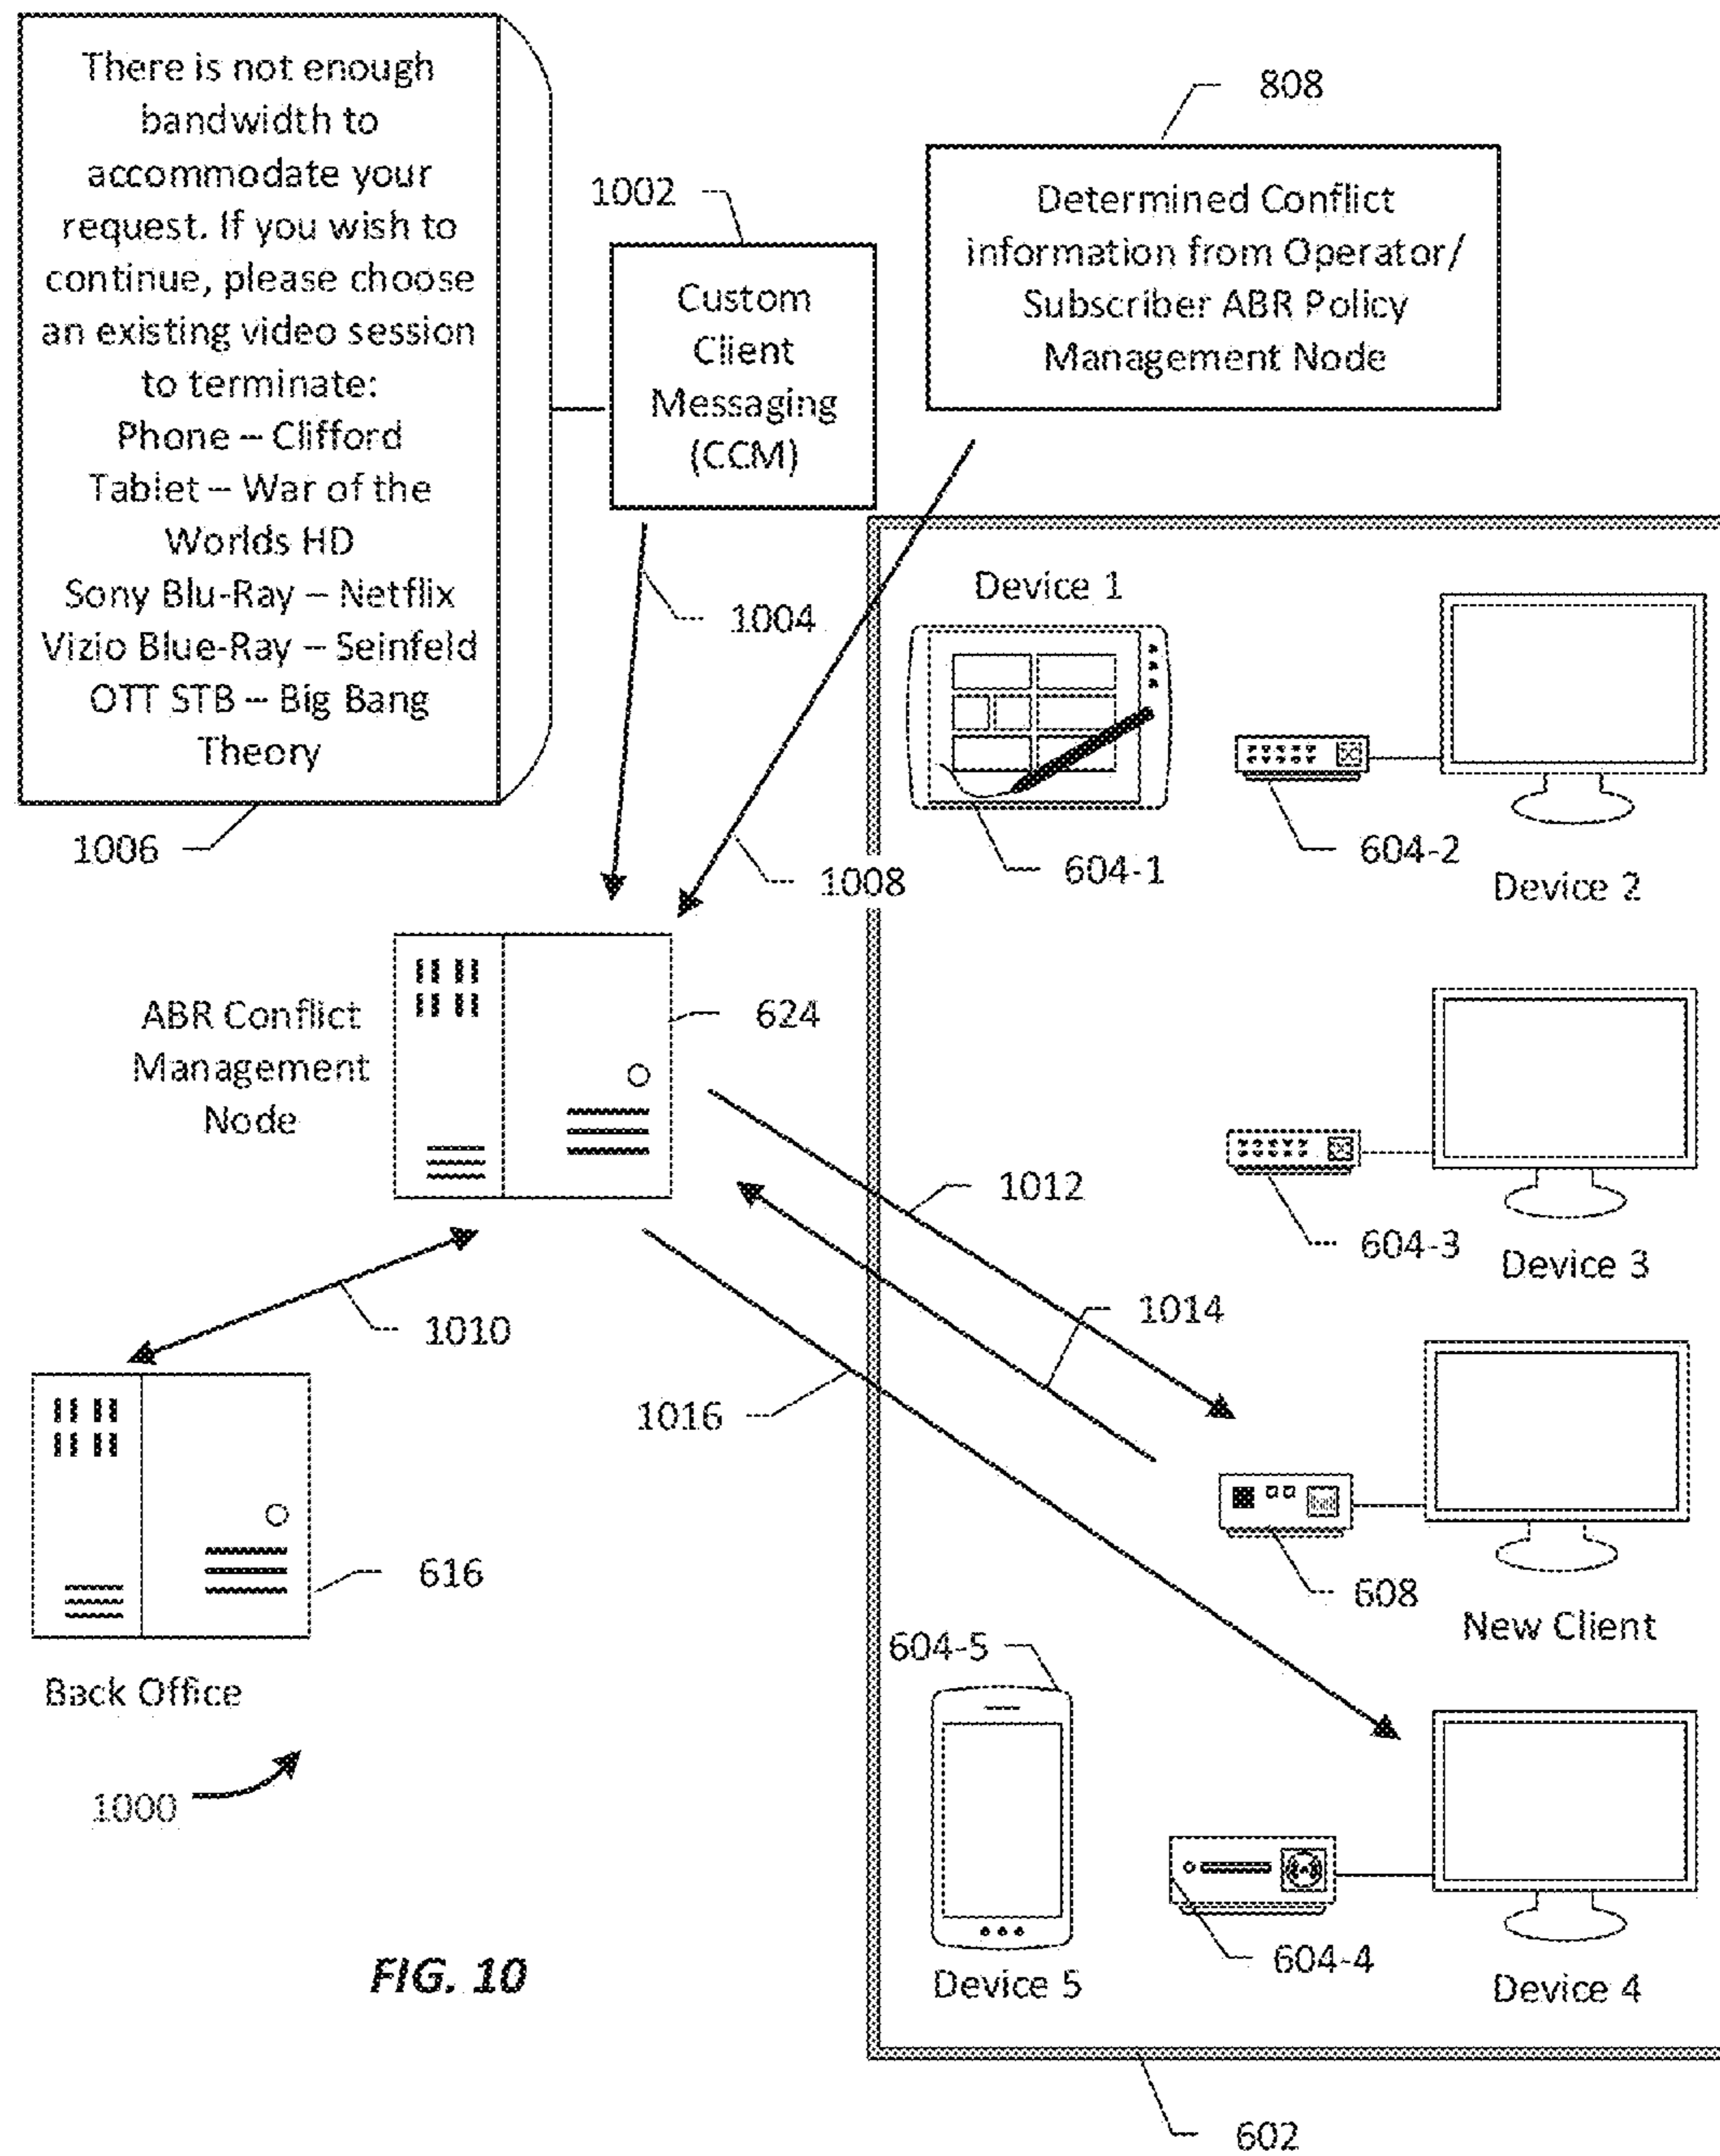 There is not enough
bandwidth to
accommodate your
request. If you wish to
continue, please choose
an existing video session
to terminate:
Phone – Clifford
Tablet – War of the
Worlds HD
Sony Blu-Ray – Netflix
Vizio Blue-Ray – Seinfeld
OTT STB – Big Bang
Theory
1006
1002
Custom
Client
Messaging
(CCM)
808
Determined Conflict
information from Operator/
Subscriber ABR Policy
Management Node
1004
1008
Device 1
604-1
604-2
Device 2
ABR Conflict
Management
Node
624
1012
604-3
Device 3
1010
1014
1016
616
Back Office
608
New Client
1000
604-5
Device 5
604-4
Device 4
FIG. 10
602